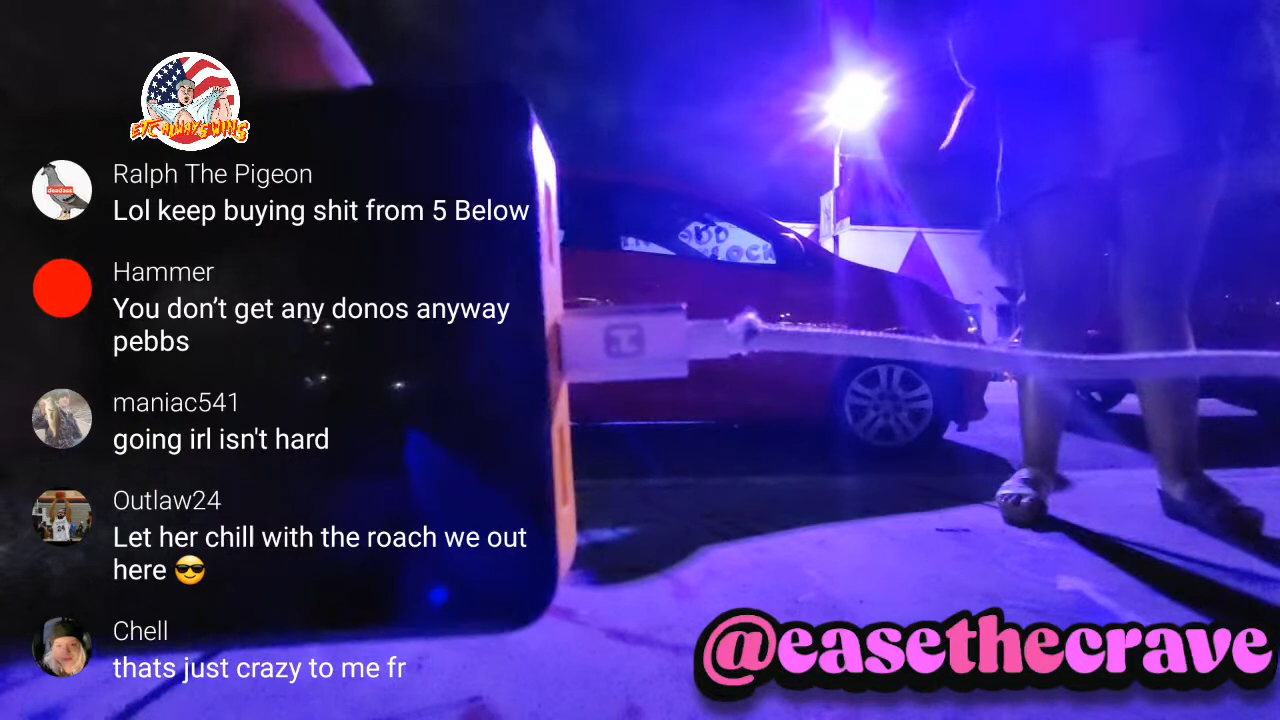 ETC ALWAYS WINS
Ralph The Pigeon
Lol keep buying shit from 5 Below
Hammer
You don’t get any donos anyway
pebbs
maniac541
going irl isn't hard
Outlaw24
Let her chill with the roach we out
here 😎
Chell
thats just crazy to me fr
@easethecrave